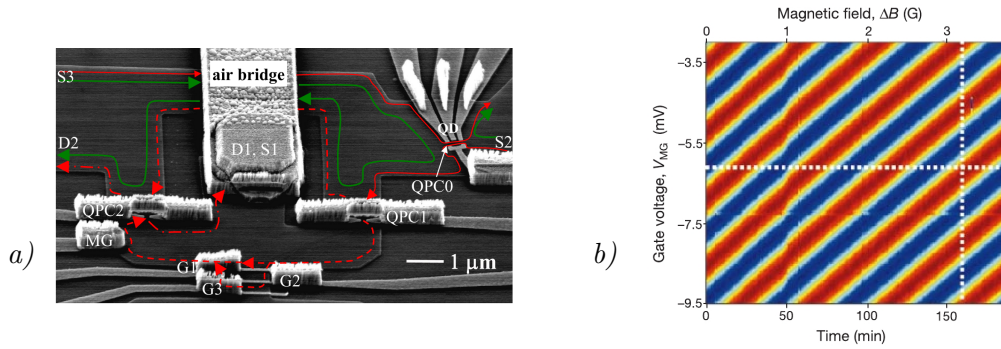 S3
air bridge
QD
D2
D1, S1
S2
QPC0
QPC2
QPC1
MG
a)
G1
G2
G3
1 μm
Magnetic field, ΔB (G)
0
1
2
3
−3.5
−5.5
−7.5
−9.5
Gate voltage, V_MG (mV)
b)
0
50
100
150
Time (min)